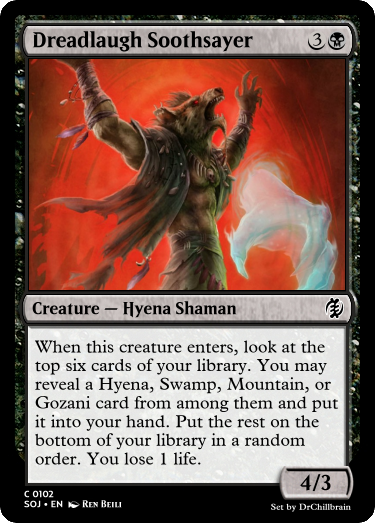 Dreadlaugh Soothsayer 3
Creature — Hyena Shaman
When this creature enters, look at the
top six cards of your library. You may
reveal a Hyena, Swamp, Mountain, or
Gozani card from among them and put
it into your hand. Put the rest on the
bottom of your library in a random
order. You lose 1 life.
4/3
C 0102
SOJ • EN Ren Beili
Set by DrChillbrain